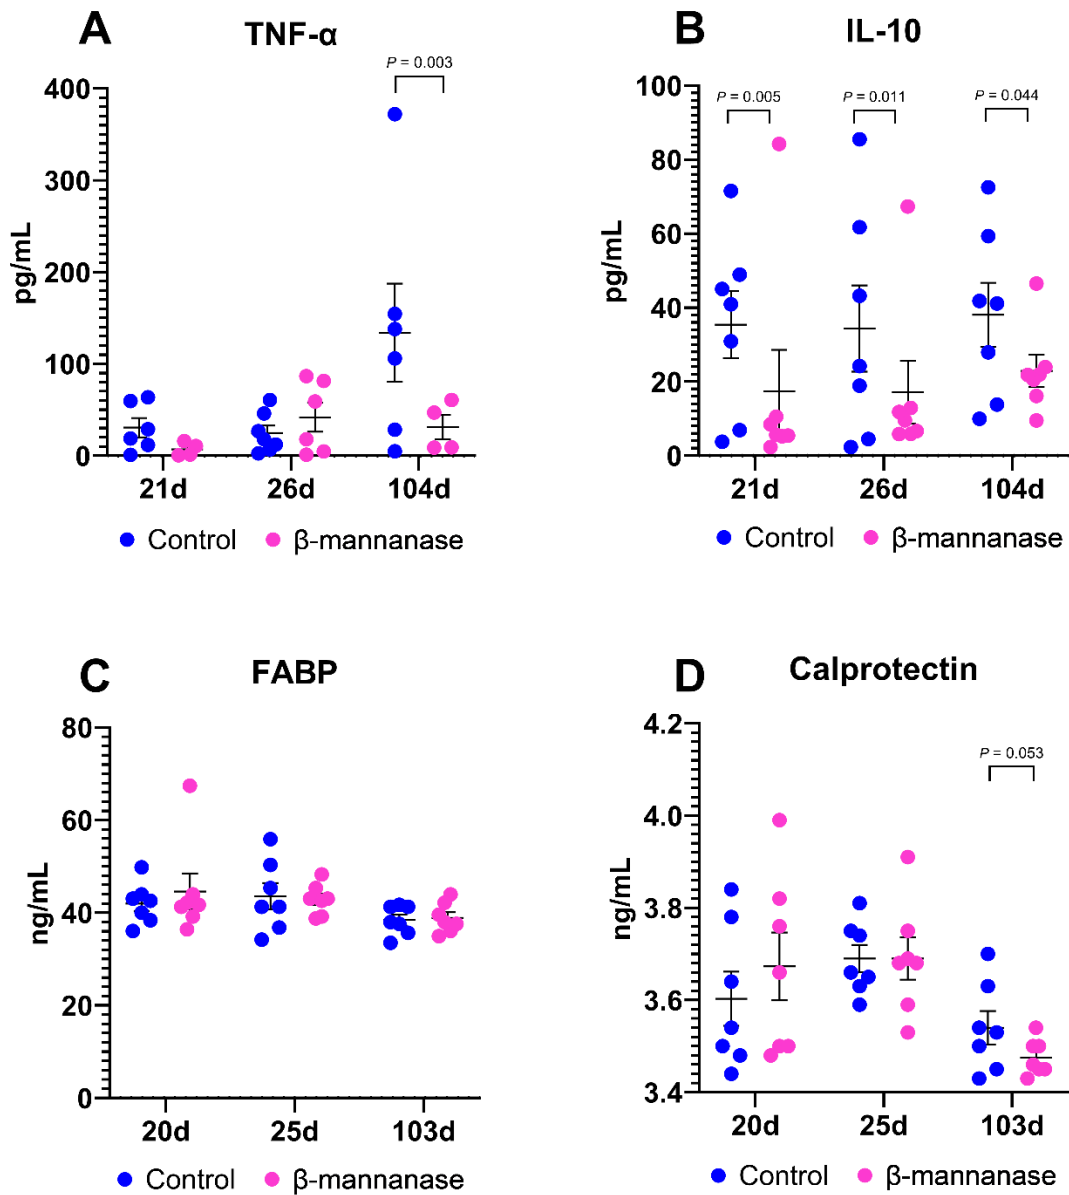 A
TNF-α
P = 0.003
400
300
200
100
0
pg/mL
21d 26d 104d
Control β-mannanase
B
IL-10
P = 0.005 P = 0.011 P = 0.044
100
80
60
40
20
0
pg/mL
21d 26d 104d
Control β-mannanase
C
FABP
80
60
40
20
0
ng/mL
20d 25d 103d
Control β-mannanase
D
Calprotectin
P = 0.053
4.2
4.0
3.8
3.6
3.4
ng/mL
20d 25d 103d
Control β-mannanase